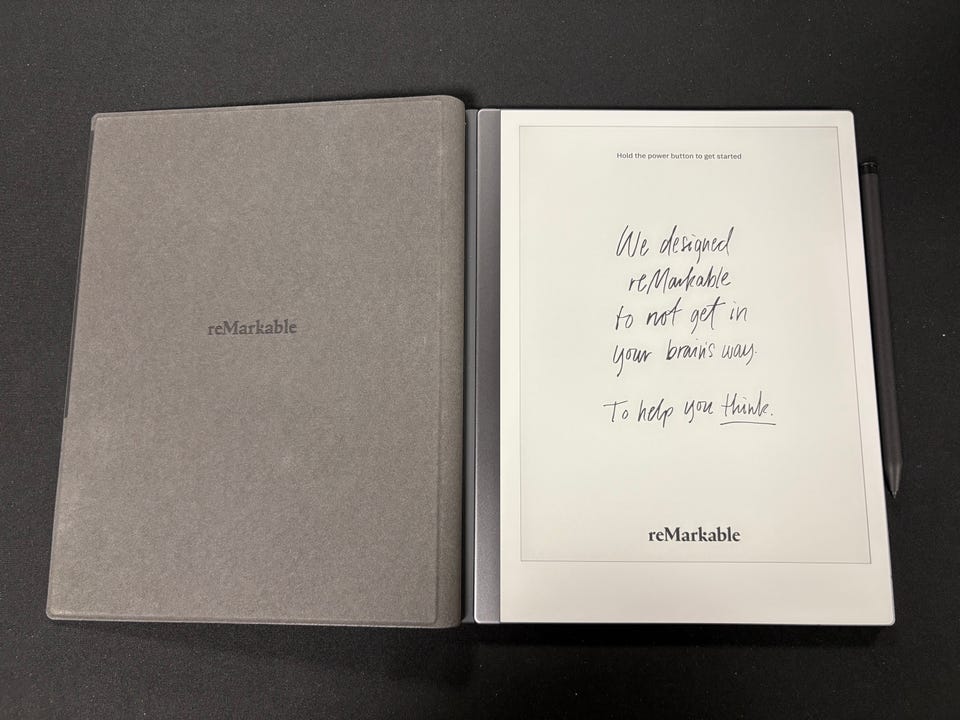 reMarkable
Hold the power button to get started
We designed
reMarkable
to not get in
your brain's way.
To help you think.
reMarkable